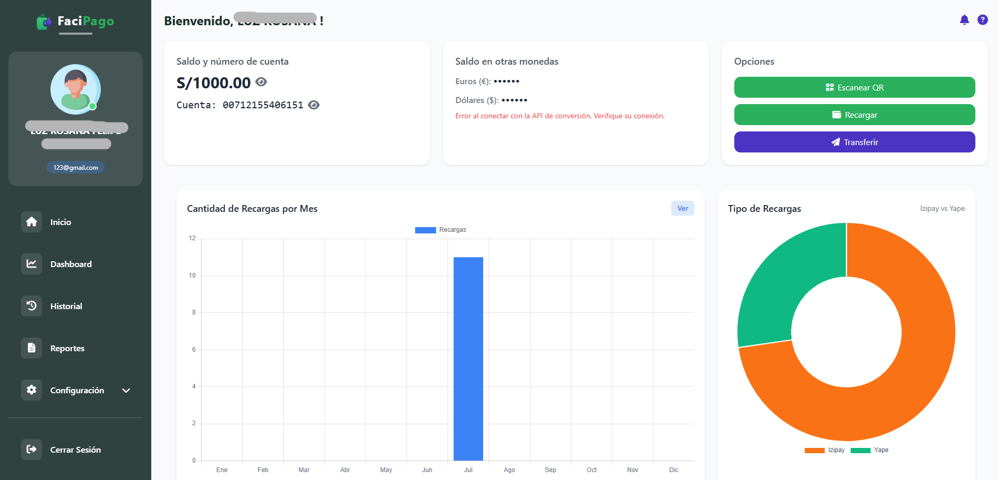 FaciPago
123@gmail.com
Inicio
Dashboard
Historial
Reportes
Configuración
Cerrar Sesión
Bienvenido, !
Saldo y número de cuenta
S/1000.00
Cuenta: 00712155406151
Saldo en otras monedas
Euros (€): ••••••
Dólares ($): ••••••
Error al conectar con la API de conversión. Verifique su conexión.
Opciones
Escanear QR
Recargar
Transferir
Cantidad de Recargas por Mes
Ver
Recargas
12
10
8
6
4
2
0
Ene Feb Mar Abr May Jun Jul Ago Sep Oct Nov Dic
Tipo de Recargas
Izipay vs Yape
Izipay Yape